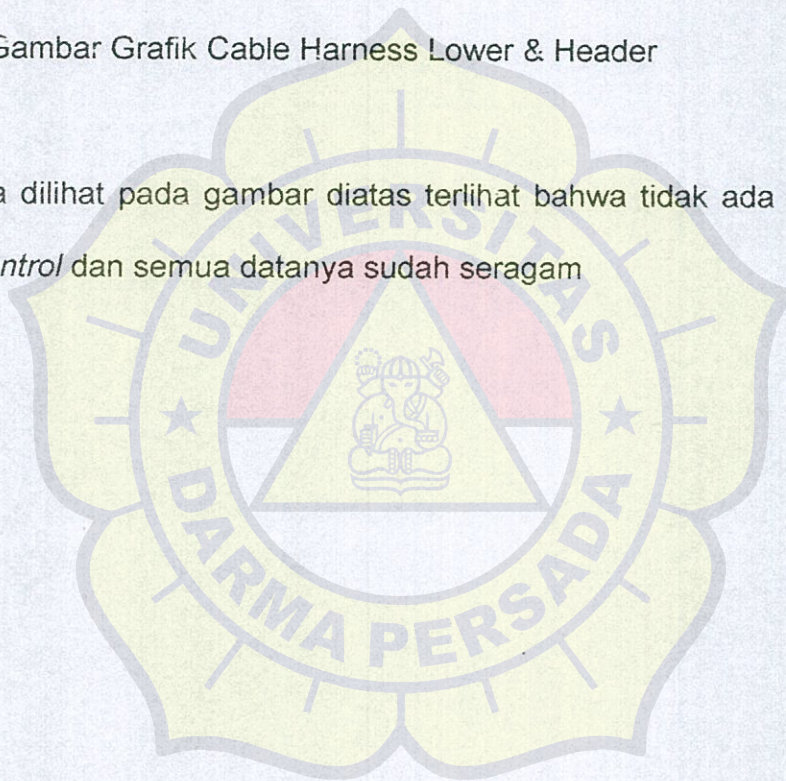 Gambar Grafik Cable Harness Lower & Header
dilihat pada gambar diatas terlihat bahwa tidak ada
ntrol dan semua datanya sudah seragam
UNIVERSITAS
★ DARMA PERSADA ★